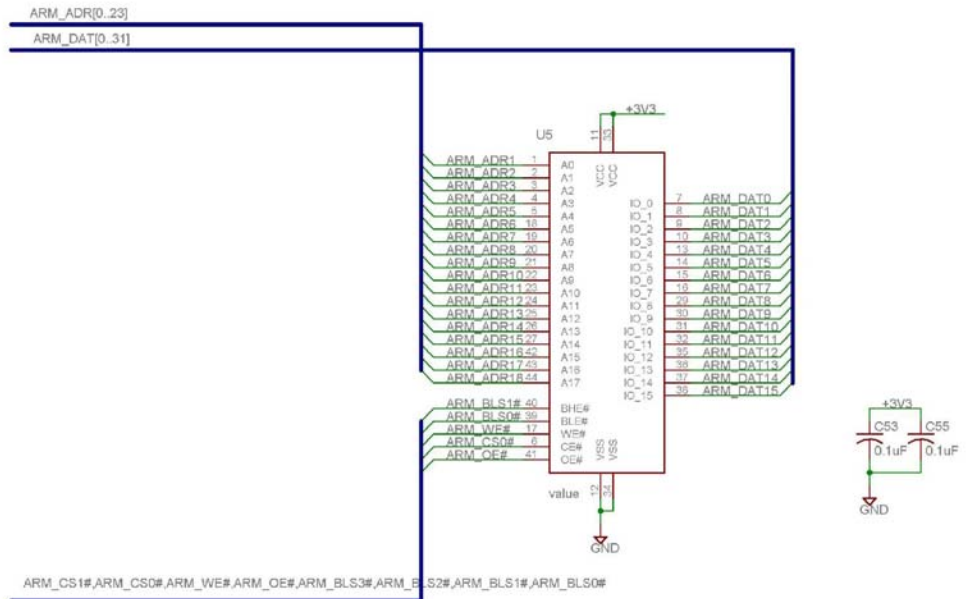 ARM_ADR[0..23]
ARM_DAT[0..31]
+3V3
U5
11 33
VCC VCC
ARM_ADR1 1 A0
ARM_ADR2 2 A1
ARM_ADR3 3 A2
ARM_ADR4 4 A3 IO_0 7 ARM_DAT0
ARM_ADR5 5 A4 IO_1 8 ARM_DAT1
ARM_ADR6 18 A5 IO_2 9 ARM_DAT2
ARM_ADR7 19 A6 IO_3 10 ARM_DAT3
ARM_ADR8 20 A7 IO_4 13 ARM_DAT4
ARM_ADR9 21 A8 IO_5 14 ARM_DAT5
ARM_ADR10 22 A9 IO_6 15 ARM_DAT6
ARM_ADR11 23 A10 IO_7 16 ARM_DAT7
ARM_ADR12 24 A11 IO_8 29 ARM_DAT8
ARM_ADR13 25 A12 IO_9 30 ARM_DAT9
ARM_ADR14 26 A13 IO_10 31 ARM_DAT10
ARM_ADR15 27 A14 IO_11 32 ARM_DAT11
ARM_ADR16 42 A15 IO_12 35 ARM_DAT12
ARM_ADR17 43 A16 IO_13 ARM_DAT13
ARM_ADR18 44 A17 IO_14 37 ARM_DAT14
IO_15 ARM_DAT15
ARM_BLS1# 40 BHE#
ARM_BLS0# 39 BLE#
ARM_WE# 17 WE#
ARM_CS0# 6 CE#
ARM_OE# 41 OE#
VSS VSS
value
12 34
GND
+3V3
C53 C55
0.1uF 0.1uF
GND
ARM_CS1#,ARM_CS0#,ARM_WE#,ARM_OE#,ARM_BLS3#,ARM_BLS2#,ARM_BLS1#,ARM_BLS0#